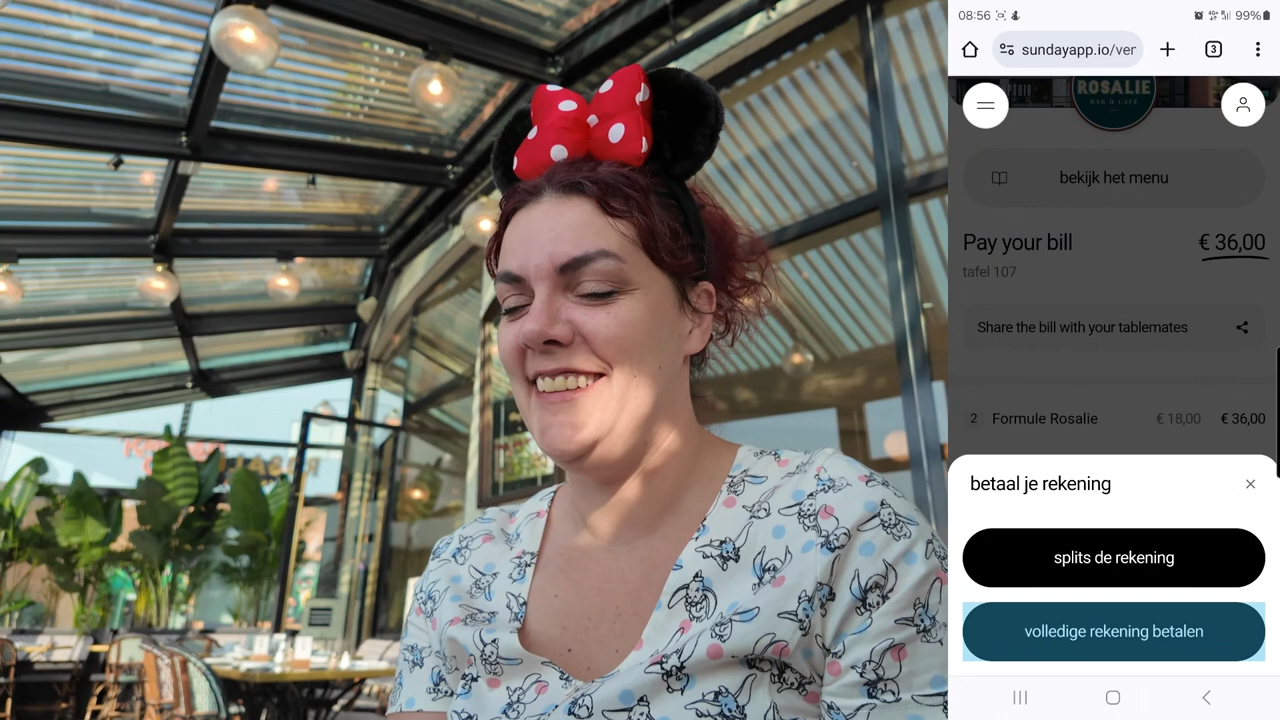 08:56
4G+
R
99%
sundayapp.io/ver
3
ROSALIE
BAR & CAFÉ
bekijk het menu
Pay your bill
€ 36,00
tafel 107
Share the bill with your tablemates
2 Formule Rosalie € 18,00 € 36,00
betaal je rekening
splits de rekening
volledige rekening betalen